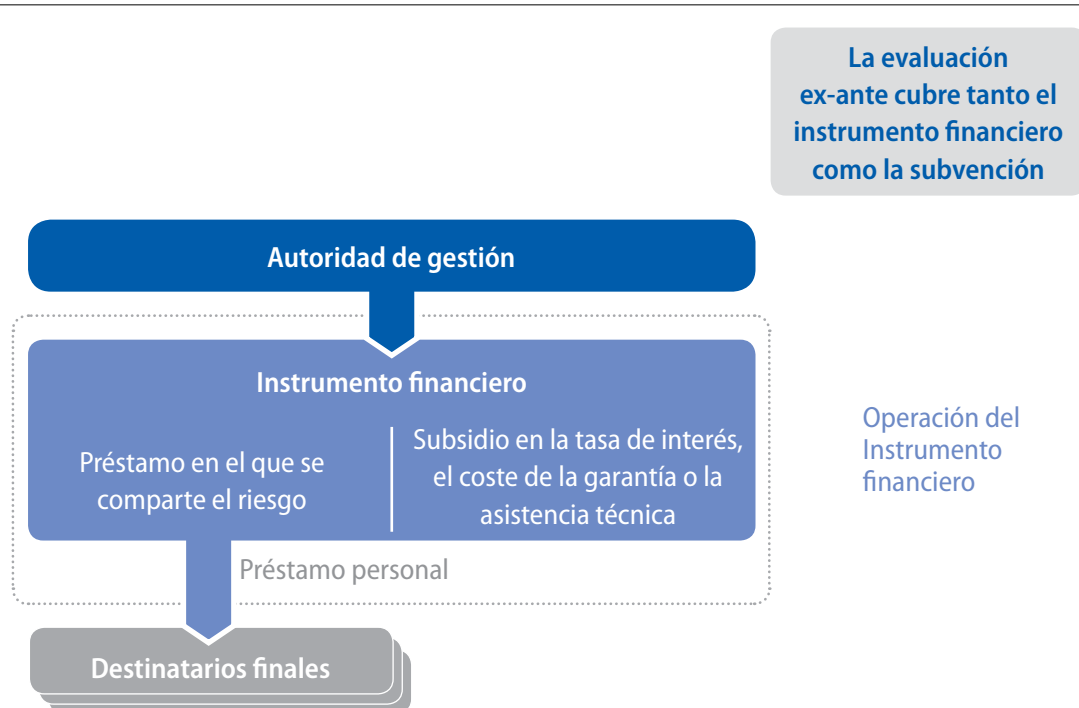 La evaluación
ex-ante cubre tanto el
instrumento financiero
como la subvención
Autoridad de gestión
Instrumento financiero
Préstamo en el que se
comparte el riesgo
Subsidio en la tasa de interés,
el coste de la garantía o la
asistencia técnica
Operación del
Instrumento
financiero
Préstamo personal
Destinatarios finales